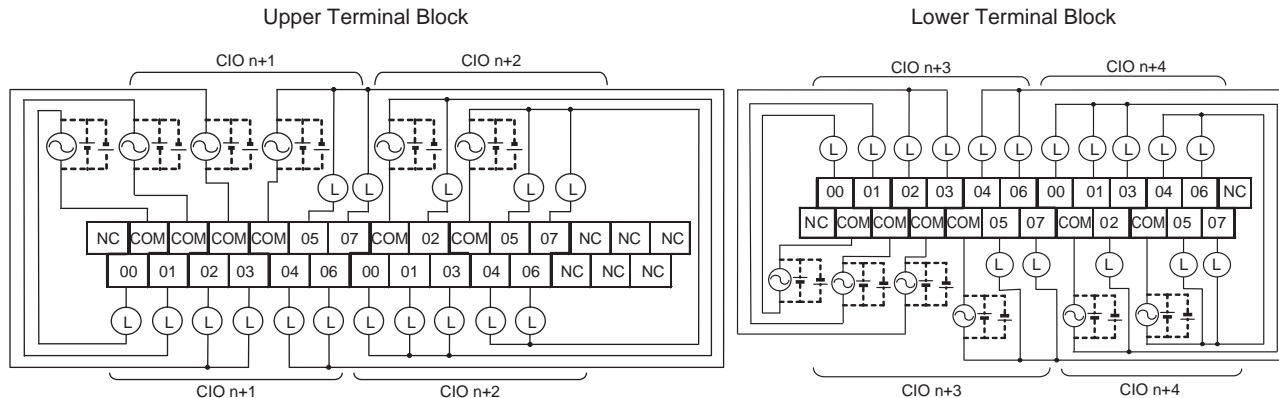 Upper Terminal Block
Lower Terminal Block
CIO n+1 CIO n+2
CIO n+3 CIO n+4
L L L L L
L L L L L L L L L L L
NC COM COM COM COM 05 07 COM 02 COM 05 07 NC NC NC
00 01 02 03 04 06 00 01 03 04 06 NC NC NC
L L L L L L L L L L L
00 01 02 03 04 06 00 01 03 04 06 NC
NC COM COM COM COM 05 07 COM 02 COM 05 07
L L L L L
CIO n+1 CIO n+2
CIO n+3 CIO n+4